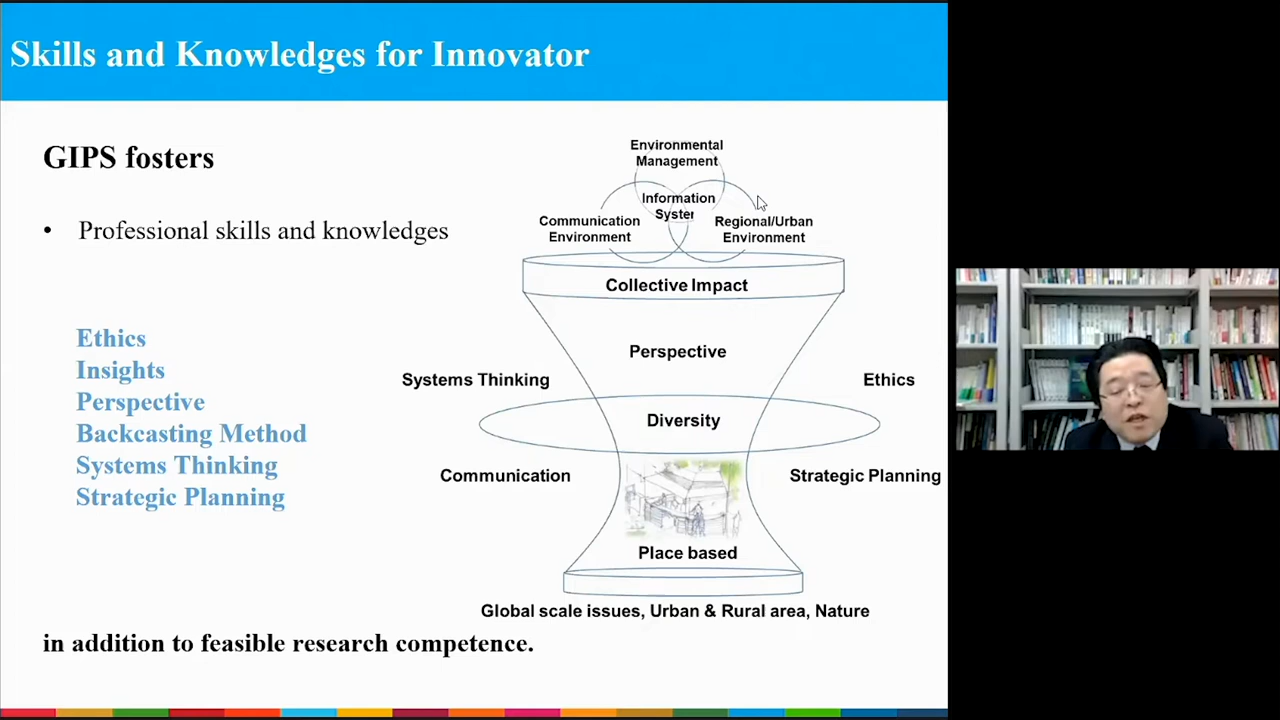 Skills and Knowledges for Innovator
GIPS fosters
• Professional skills and knowledges
Ethics
Insights
Perspective
Backcasting Method
Systems Thinking
Strategic Planning
in addition to feasible research competence.
Environmental
Management
Information
System
Communication
Environment
Regional/Urban
Environment
Collective Impact
Perspective
Systems Thinking
Ethics
Diversity
Communication
Strategic Planning
Place based
Global scale issues, Urban & Rural area, Nature